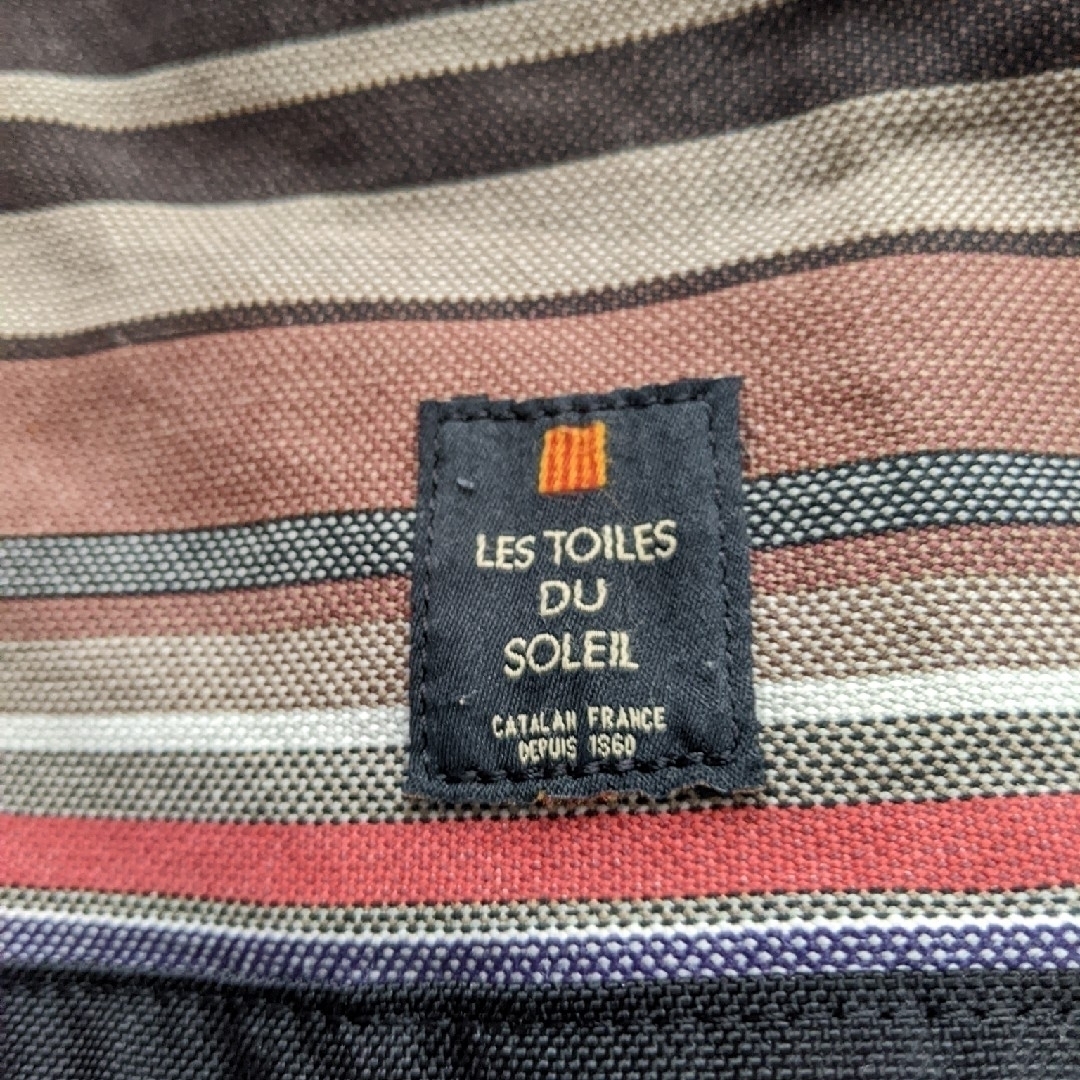 LES TOILES
DU
SOLEIL
CATALAN FRANCE
DEPUIS 1860